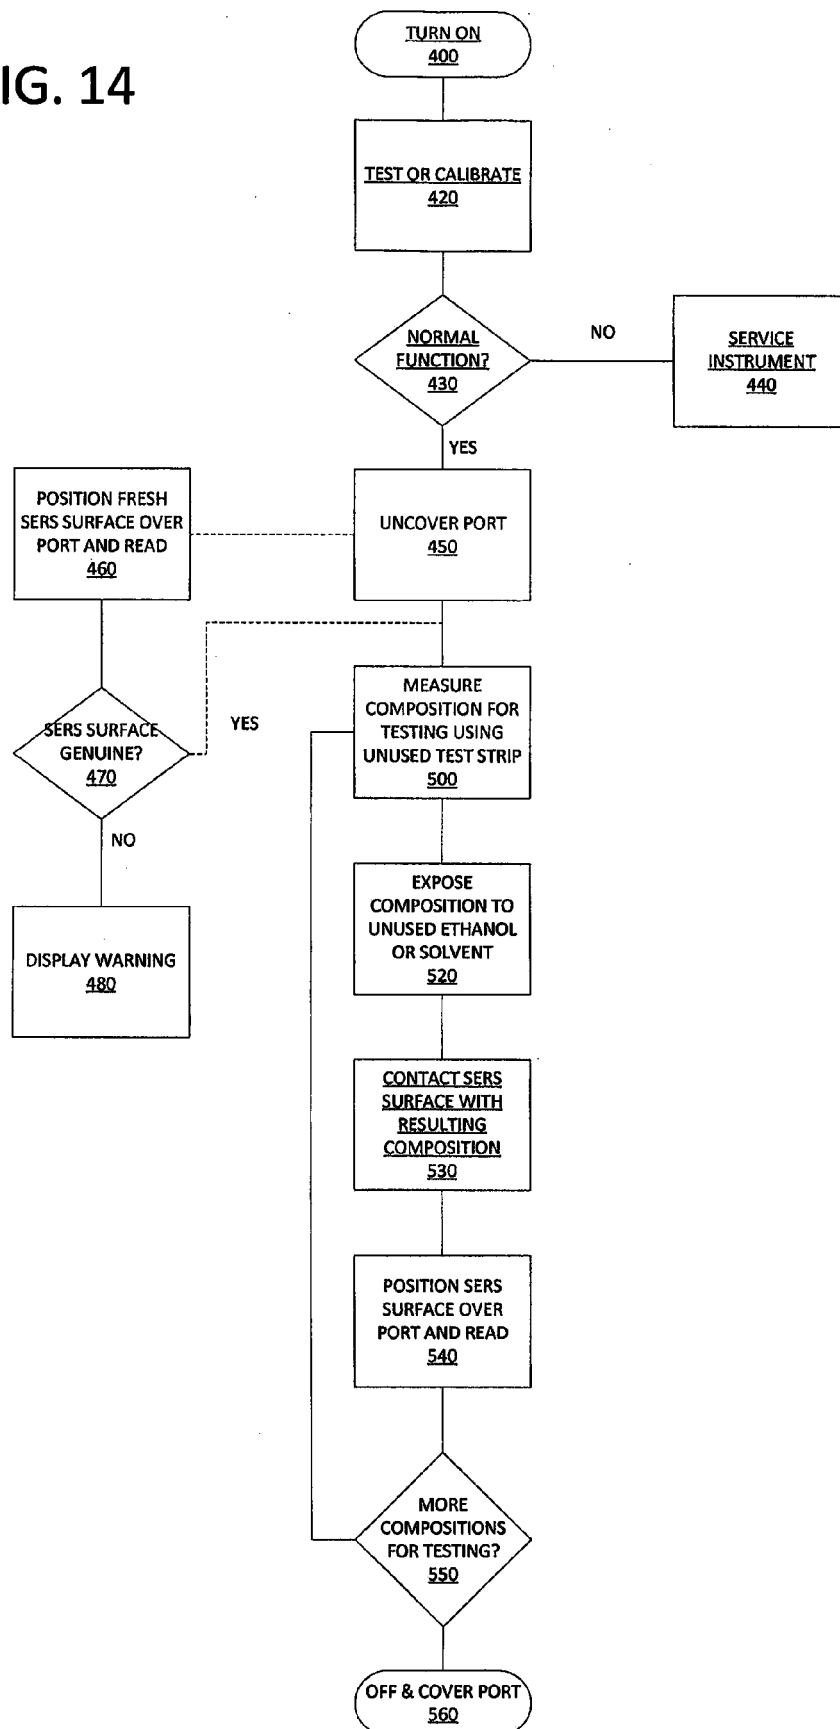 IG. 14
TURN ON
400
TEST OR CALIBRATE
420
NORMAL
FUNCTION?
430
NO
SERVICE
INSTRUMENT
440
YES
POSITION FRESH
SERS SURFACE OVER
PORT AND READ
460
UNCOVER PORT
450
SERS SURFACE
GENUINE?
470
YES
NO
DISPLAY WARNING
480
MEASURE
COMPOSITION FOR
TESTING USING
UNUSED TEST STRIP
500
EXPOSE
COMPOSITION TO
UNUSED ETHANOL
OR SOLVENT
520
CONTACT SERS
SURFACE WITH
RESULTING
COMPOSITION
530
POSITION SERS
SURFACE OVER
PORT AND READ
540
MORE
COMPOSITIONS
FOR TESTING?
550
OFF & COVER PORT
560